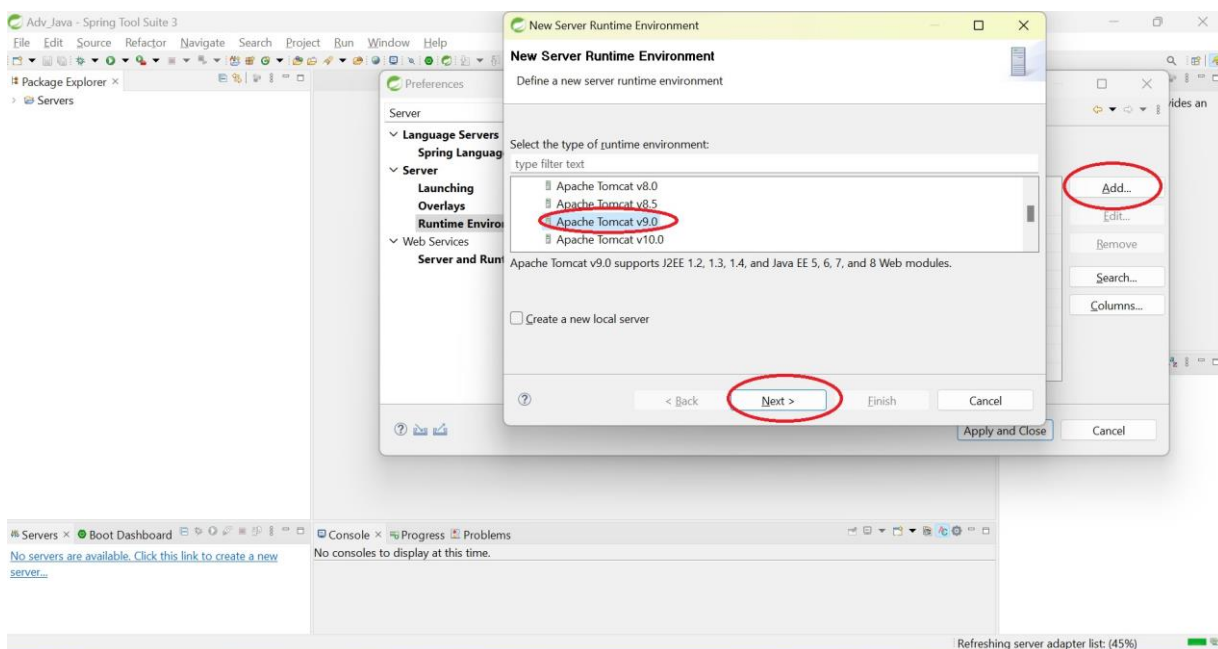 Adv_Java - Spring Tool Suite 3
File Edit Source Refactor Navigate Search Project Run Window Help
Package Explorer
Servers
Preferences
Server
Language Servers
Spring Languag
Server
Launching
Overlays
Runtime Enviro
Web Services
Server and Run
New Server Runtime Environment
New Server Runtime Environment
Define a new server runtime environment
Select the type of runtime environment:
type filter text
Apache Tomcat v8.0
Apache Tomcat v8.5
Apache Tomcat v9.0
Apache Tomcat v10.0
Apache Tomcat v9.0 supports J2EE 1.2, 1.3, 1.4, and Java EE 5, 6, 7, and 8 Web modules.
Create a new local server
< Back Next > Finish Cancel
Add...
Edit...
Remove
Search...
Columns...
Apply and Close Cancel
vides an
Servers Boot Dashboard
No servers are available. Click this link to create a new
server...
Console Progress Problems
No consoles to display at this time.
Refreshing server adapter list: (45%)